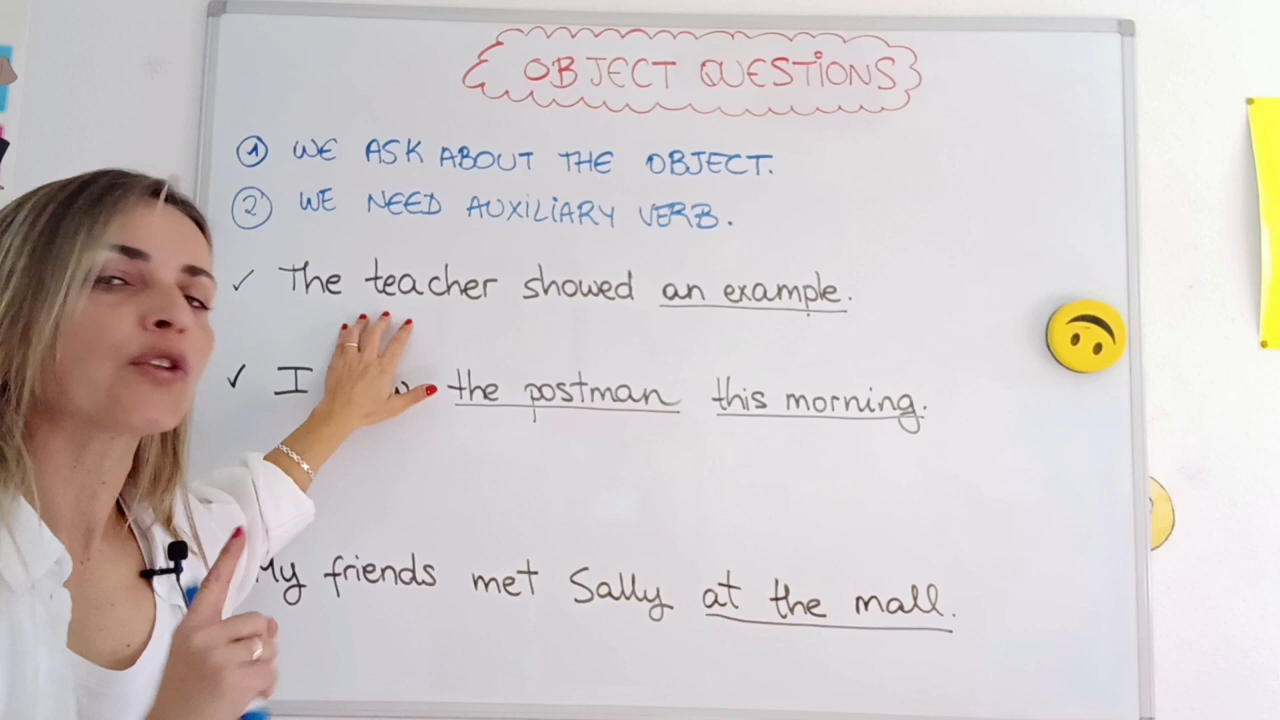 OBJECT QUESTIONS
1 WE ASK ABOUT THE OBJECT.
2 WE NEED AUXILIARY VERB.
✓ The teacher showed an example.
✓ I the postman this morning.
My friends met Sally at the mall.